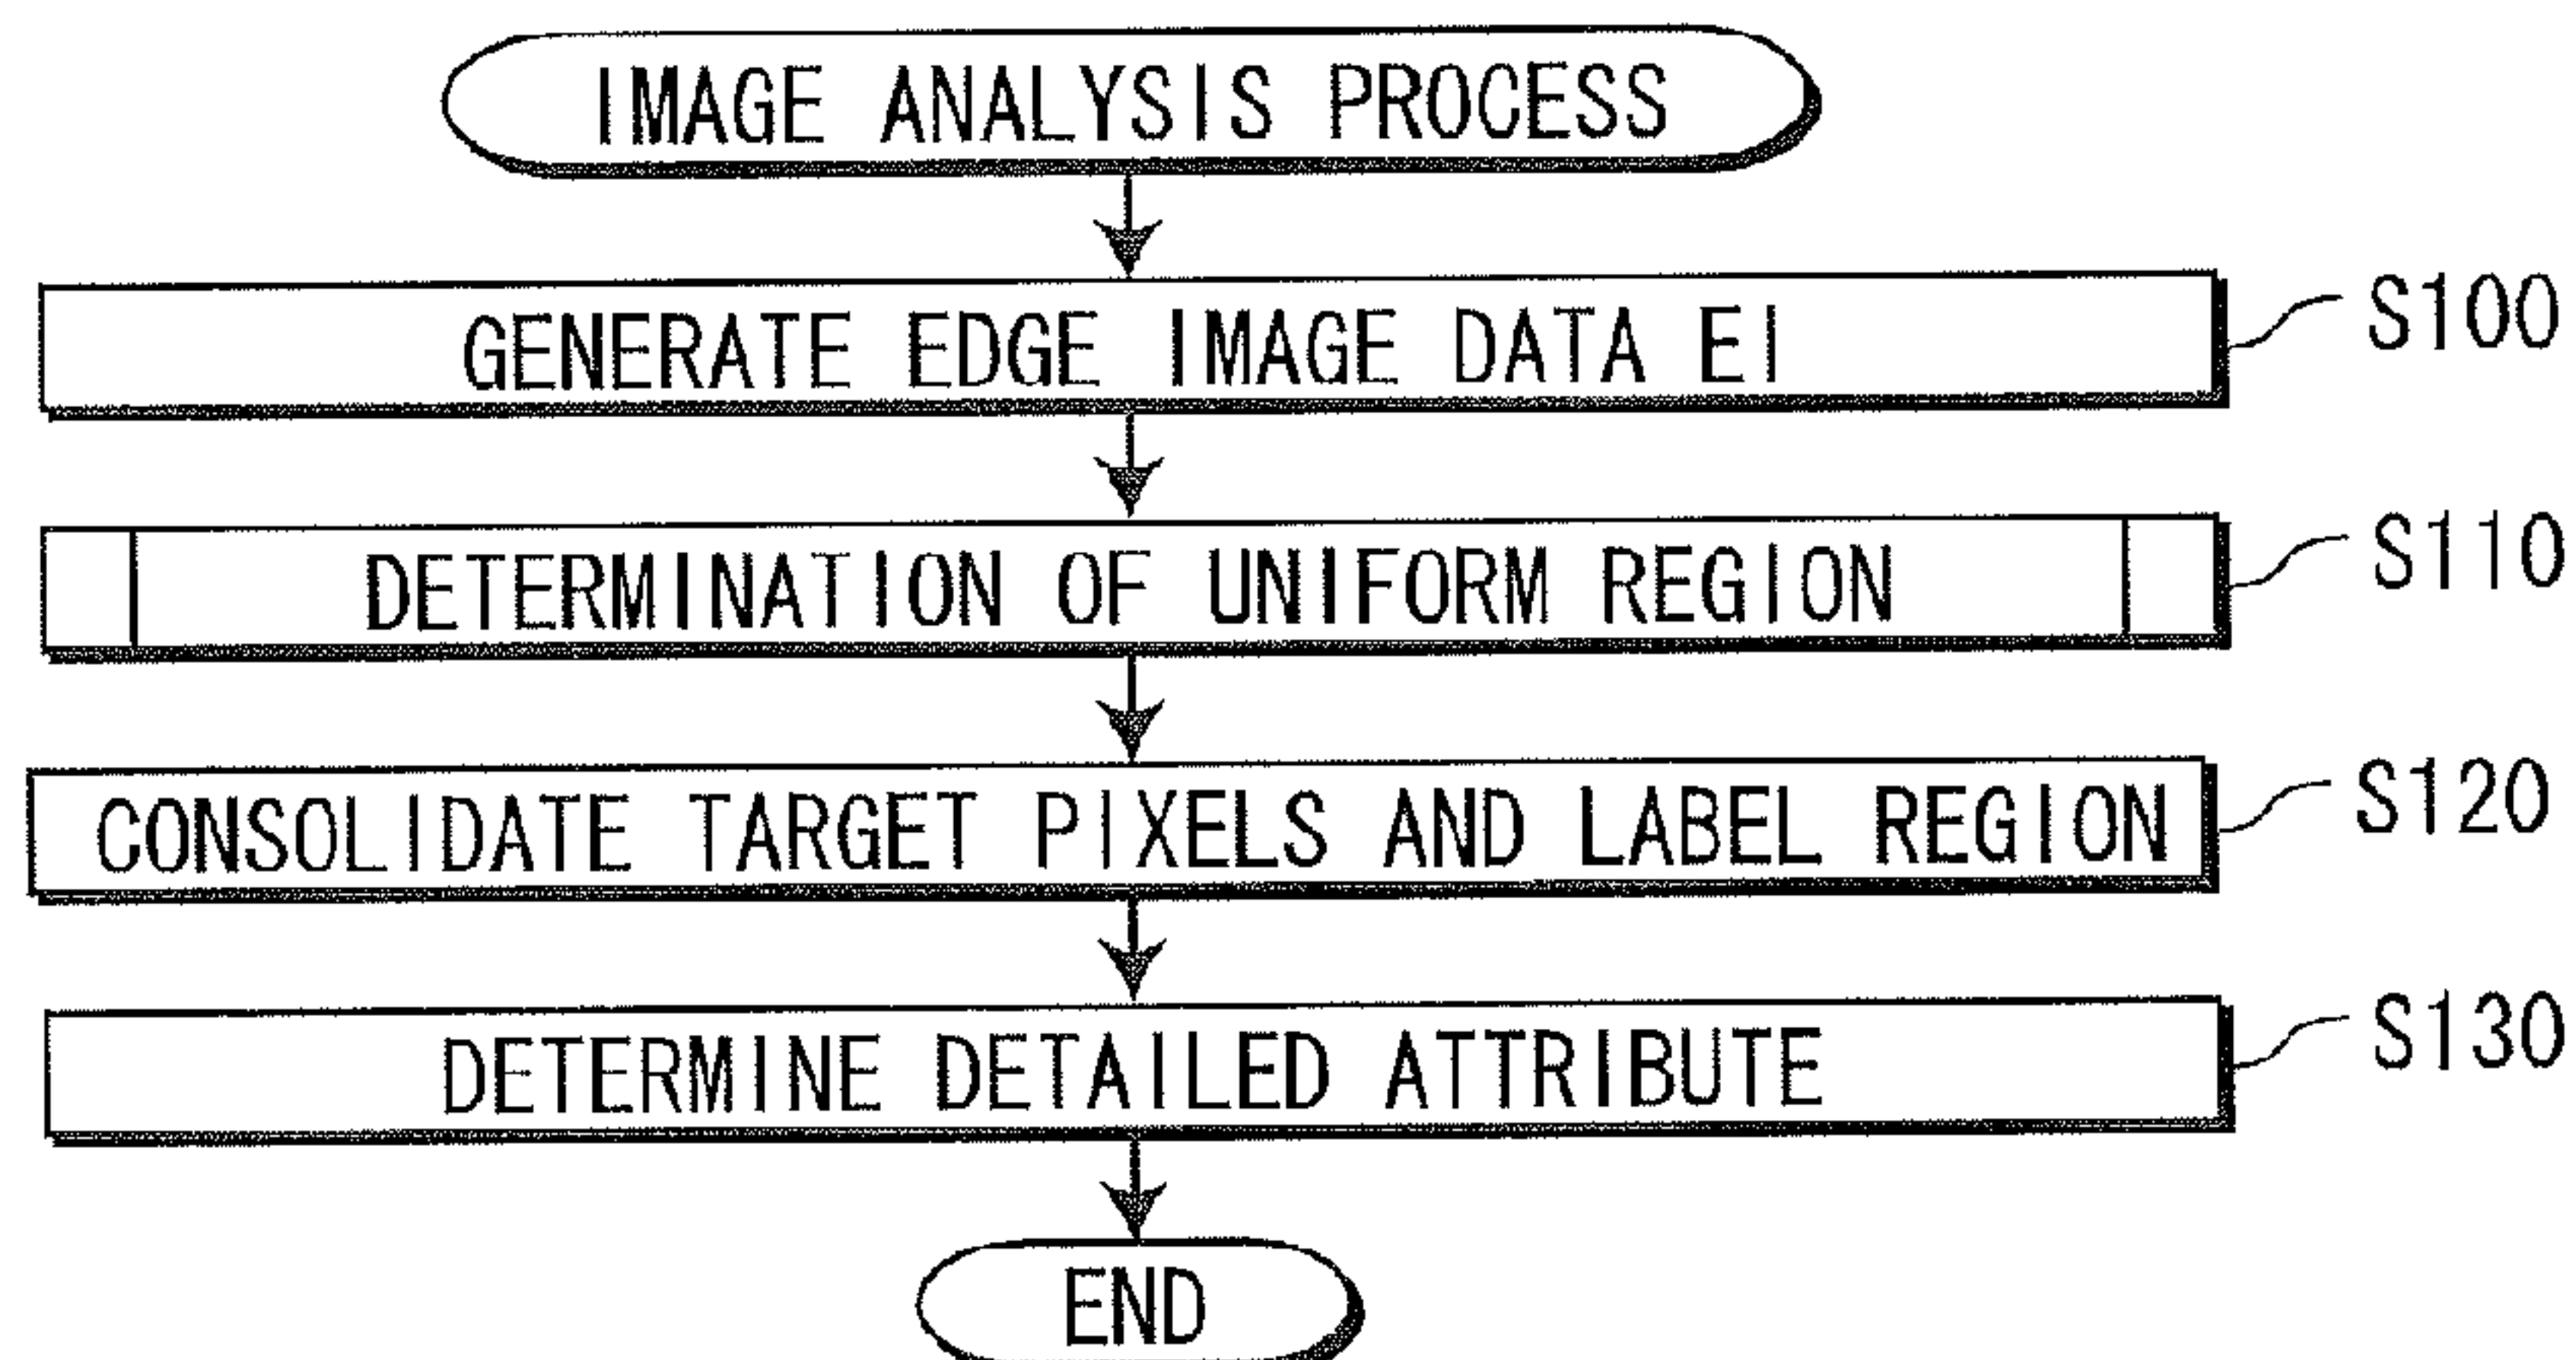 IMAGE ANALYSIS PROCESS
GENERATE EDGE IMAGE DATA EI
S100
DETERMINATION OF UNIFORM REGION
S110
CONSOLIDATE TARGET PIXELS AND LABEL REGION
S120
DETERMINE DETAILED ATTRIBUTE
S130
END